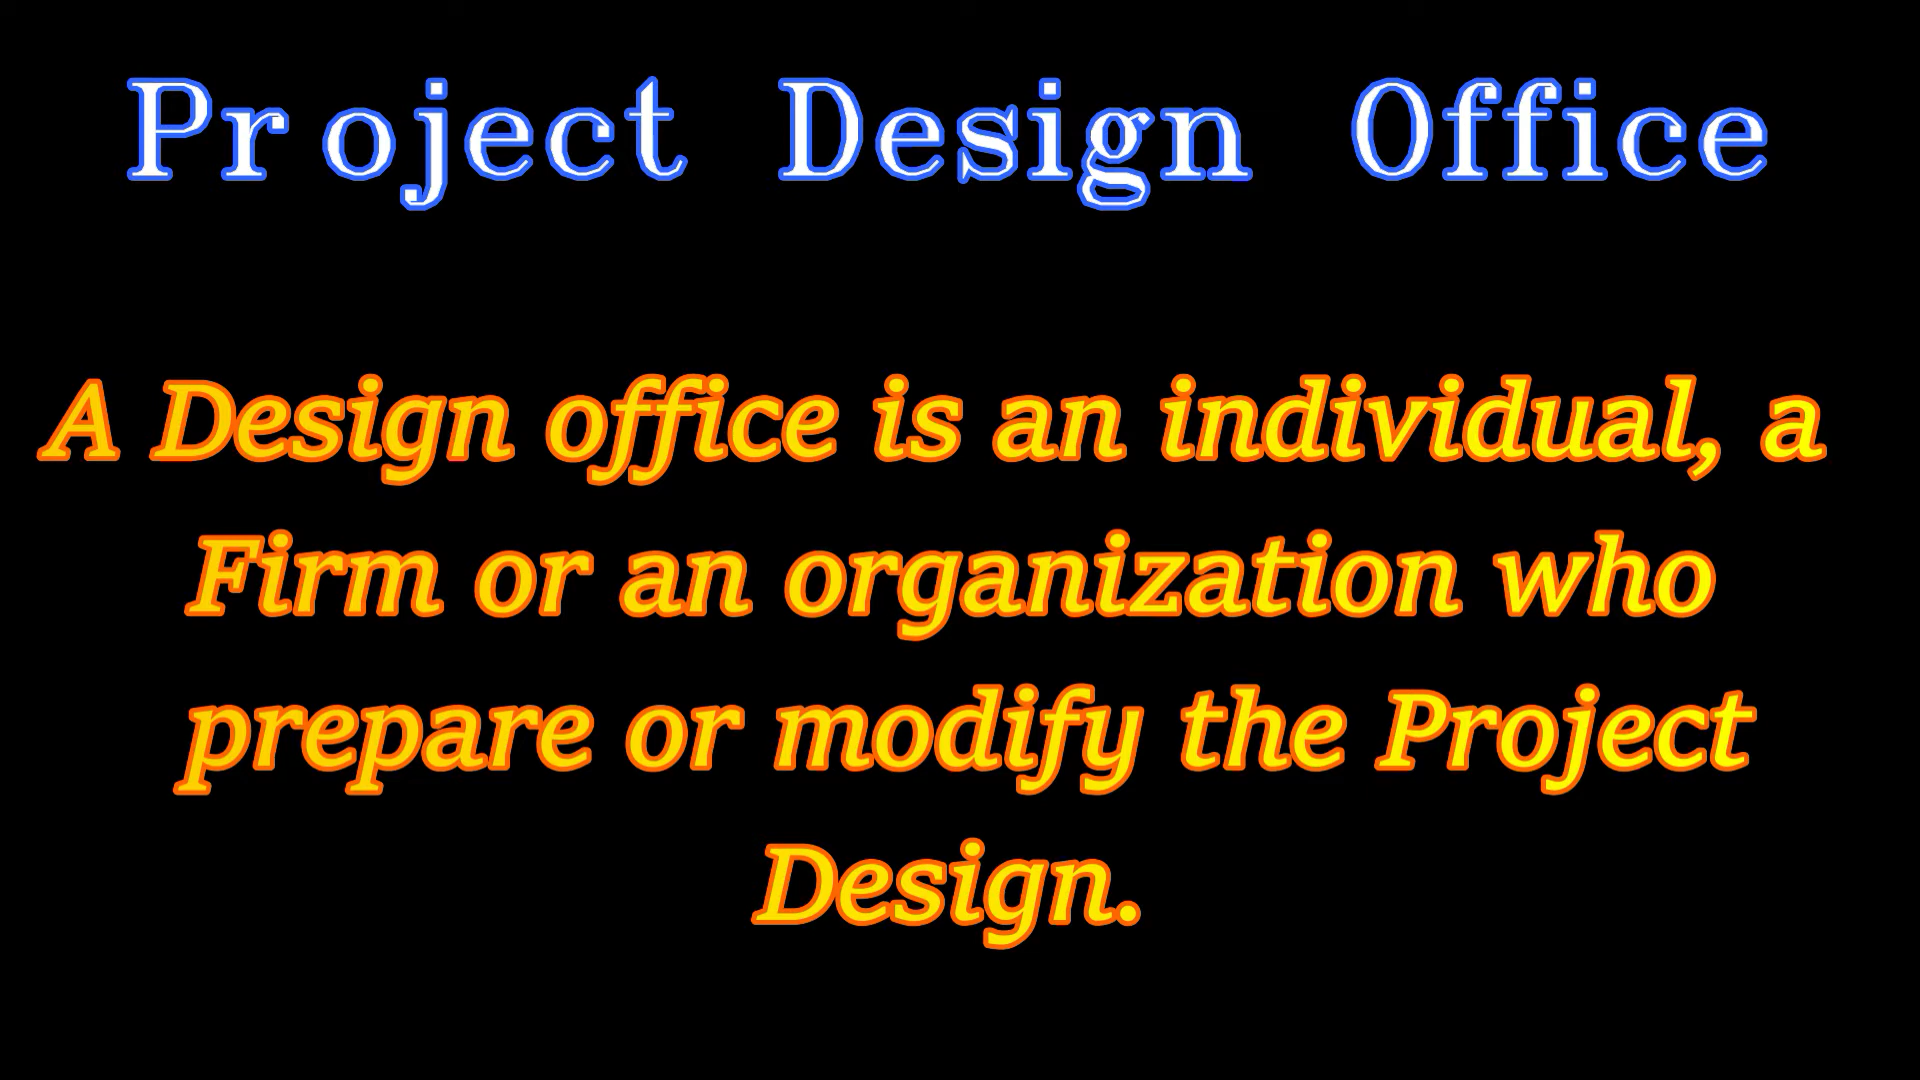 Project Design Office
A Design office is an individual, a
Firm or an organization who
prepare or modify the Project
Design.